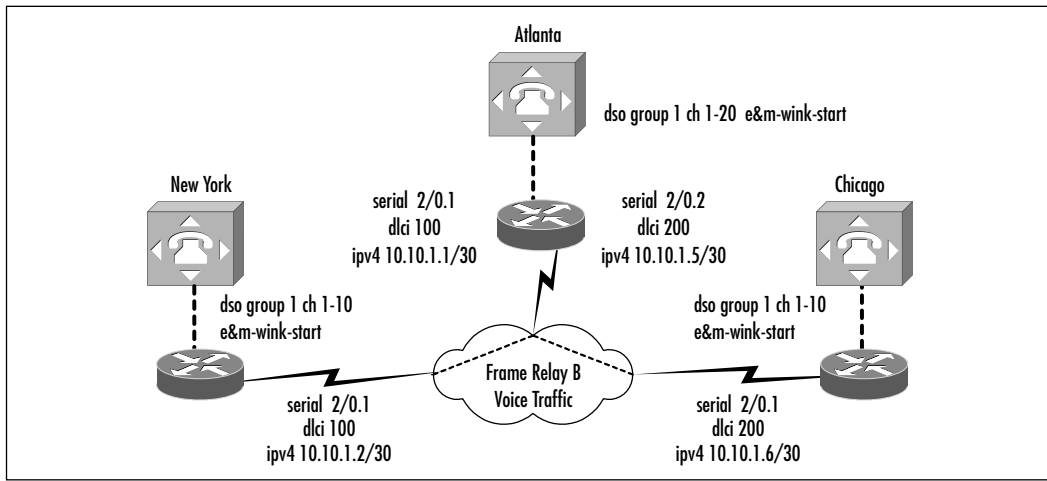 Atlanta
dso group 1 ch 1-20 e&m-wink-start
New York
serial 2/0.1
dlci 100
ipv4 10.10.1.1/30
serial 2/0.2
dlci 200
ipv4 10.10.1.5/30
Chicago
dso group 1 ch 1-10
e&m-wink-start
dso group 1 ch 1-10
e&m-wink-start
Frame Relay B
Voice Traffic
serial 2/0.1
dlci 100
ipv4 10.10.1.2/30
serial 2/0.1
dlci 200
ipv4 10.10.1.6/30